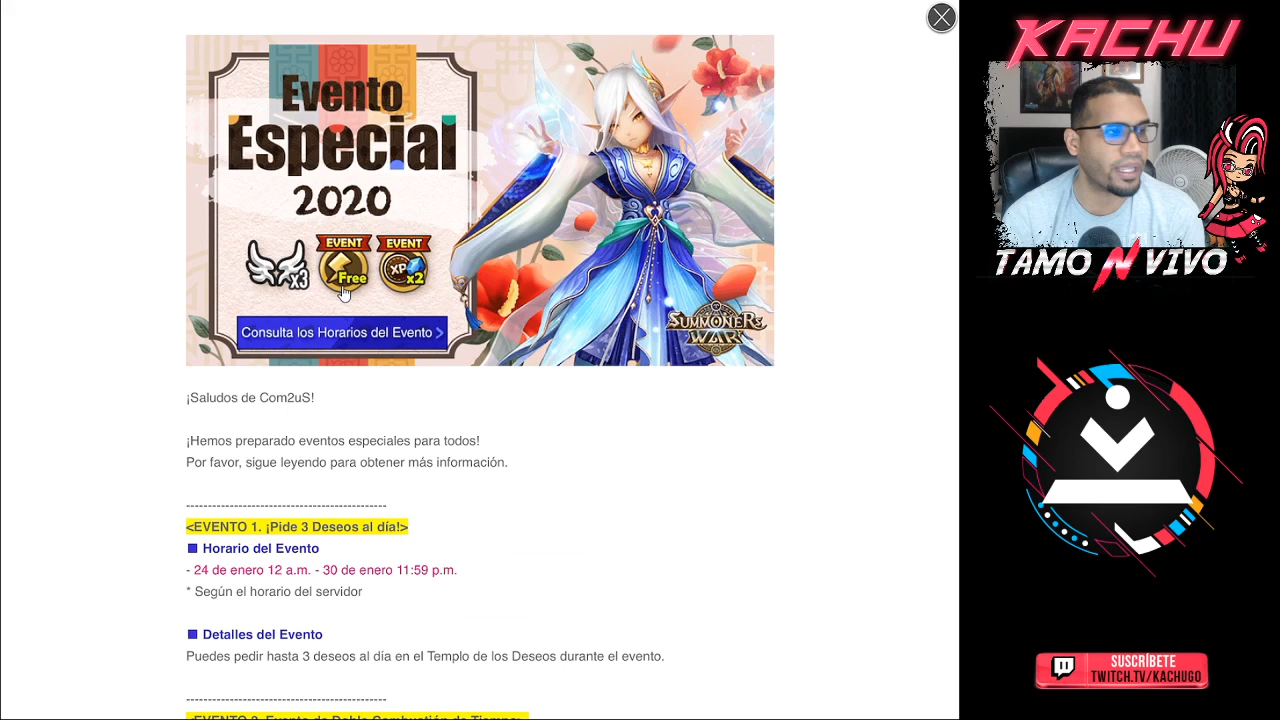 Evento
Especial
2020
x3
EVENT
Free
EVENT
XP
x2
Consulta los Horarios del Evento >
SUMMONERS
WAR
¡Saludos de Com2uS!
¡Hemos preparado eventos especiales para todos!
Por favor, sigue leyendo para obtener más información.
----------------------------------------------
<EVENTO 1. ¡Pide 3 Deseos al día!>
■ Horario del Evento
- 24 de enero 12 a.m. - 30 de enero 11:59 p.m.
* Según el horario del servidor
■ Detalles del Evento
Puedes pedir hasta 3 deseos al día en el Templo de los Deseos durante el evento.
----------------------------------------------
KACHU
TAMO N VIVO
SUSCRÍBETE
TWITCH.TV/KACHUGO